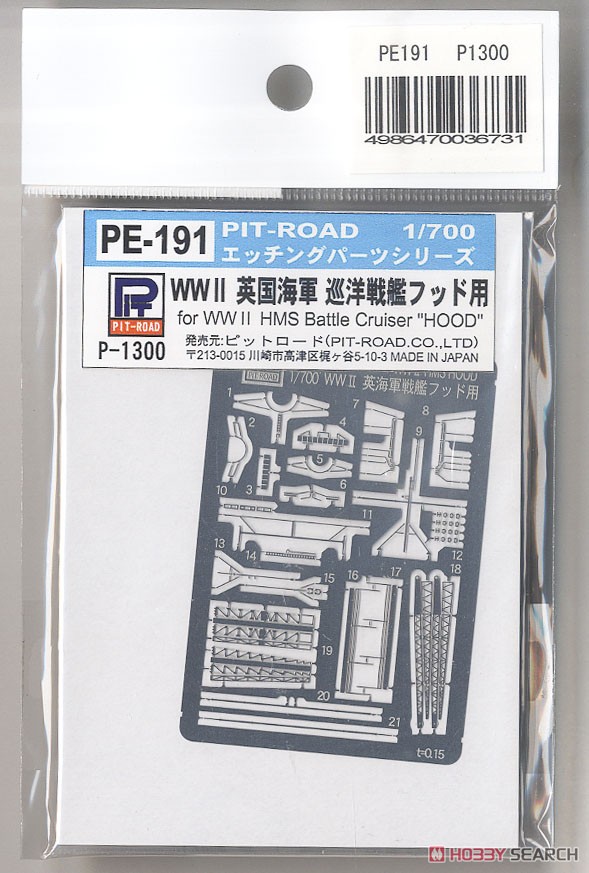 PE191 P1300
4986470036731
PE-191
PIT-ROAD 1/700
エッチングパーツシリーズ
PIT-ROAD
P-1300
WWⅡ 英国海軍 巡洋戦艦フッド用
for WWⅡ HMS Battle Cruiser "HOOD"
発売元:ピットロード(PIT-ROAD.CO.,LTD)
〒213-0015 川崎市高津区梶ヶ谷5-10-3 MADE IN JAPAN
HMS HOOD
PIT-ROAD 1/700 WWⅡ 英海軍戦艦フッド用
1
2
3
4
5
6
7
8
9
10
11
12
13
14
15
16
17
18
19
20
21
t=0.15
HOBBY SEARCH